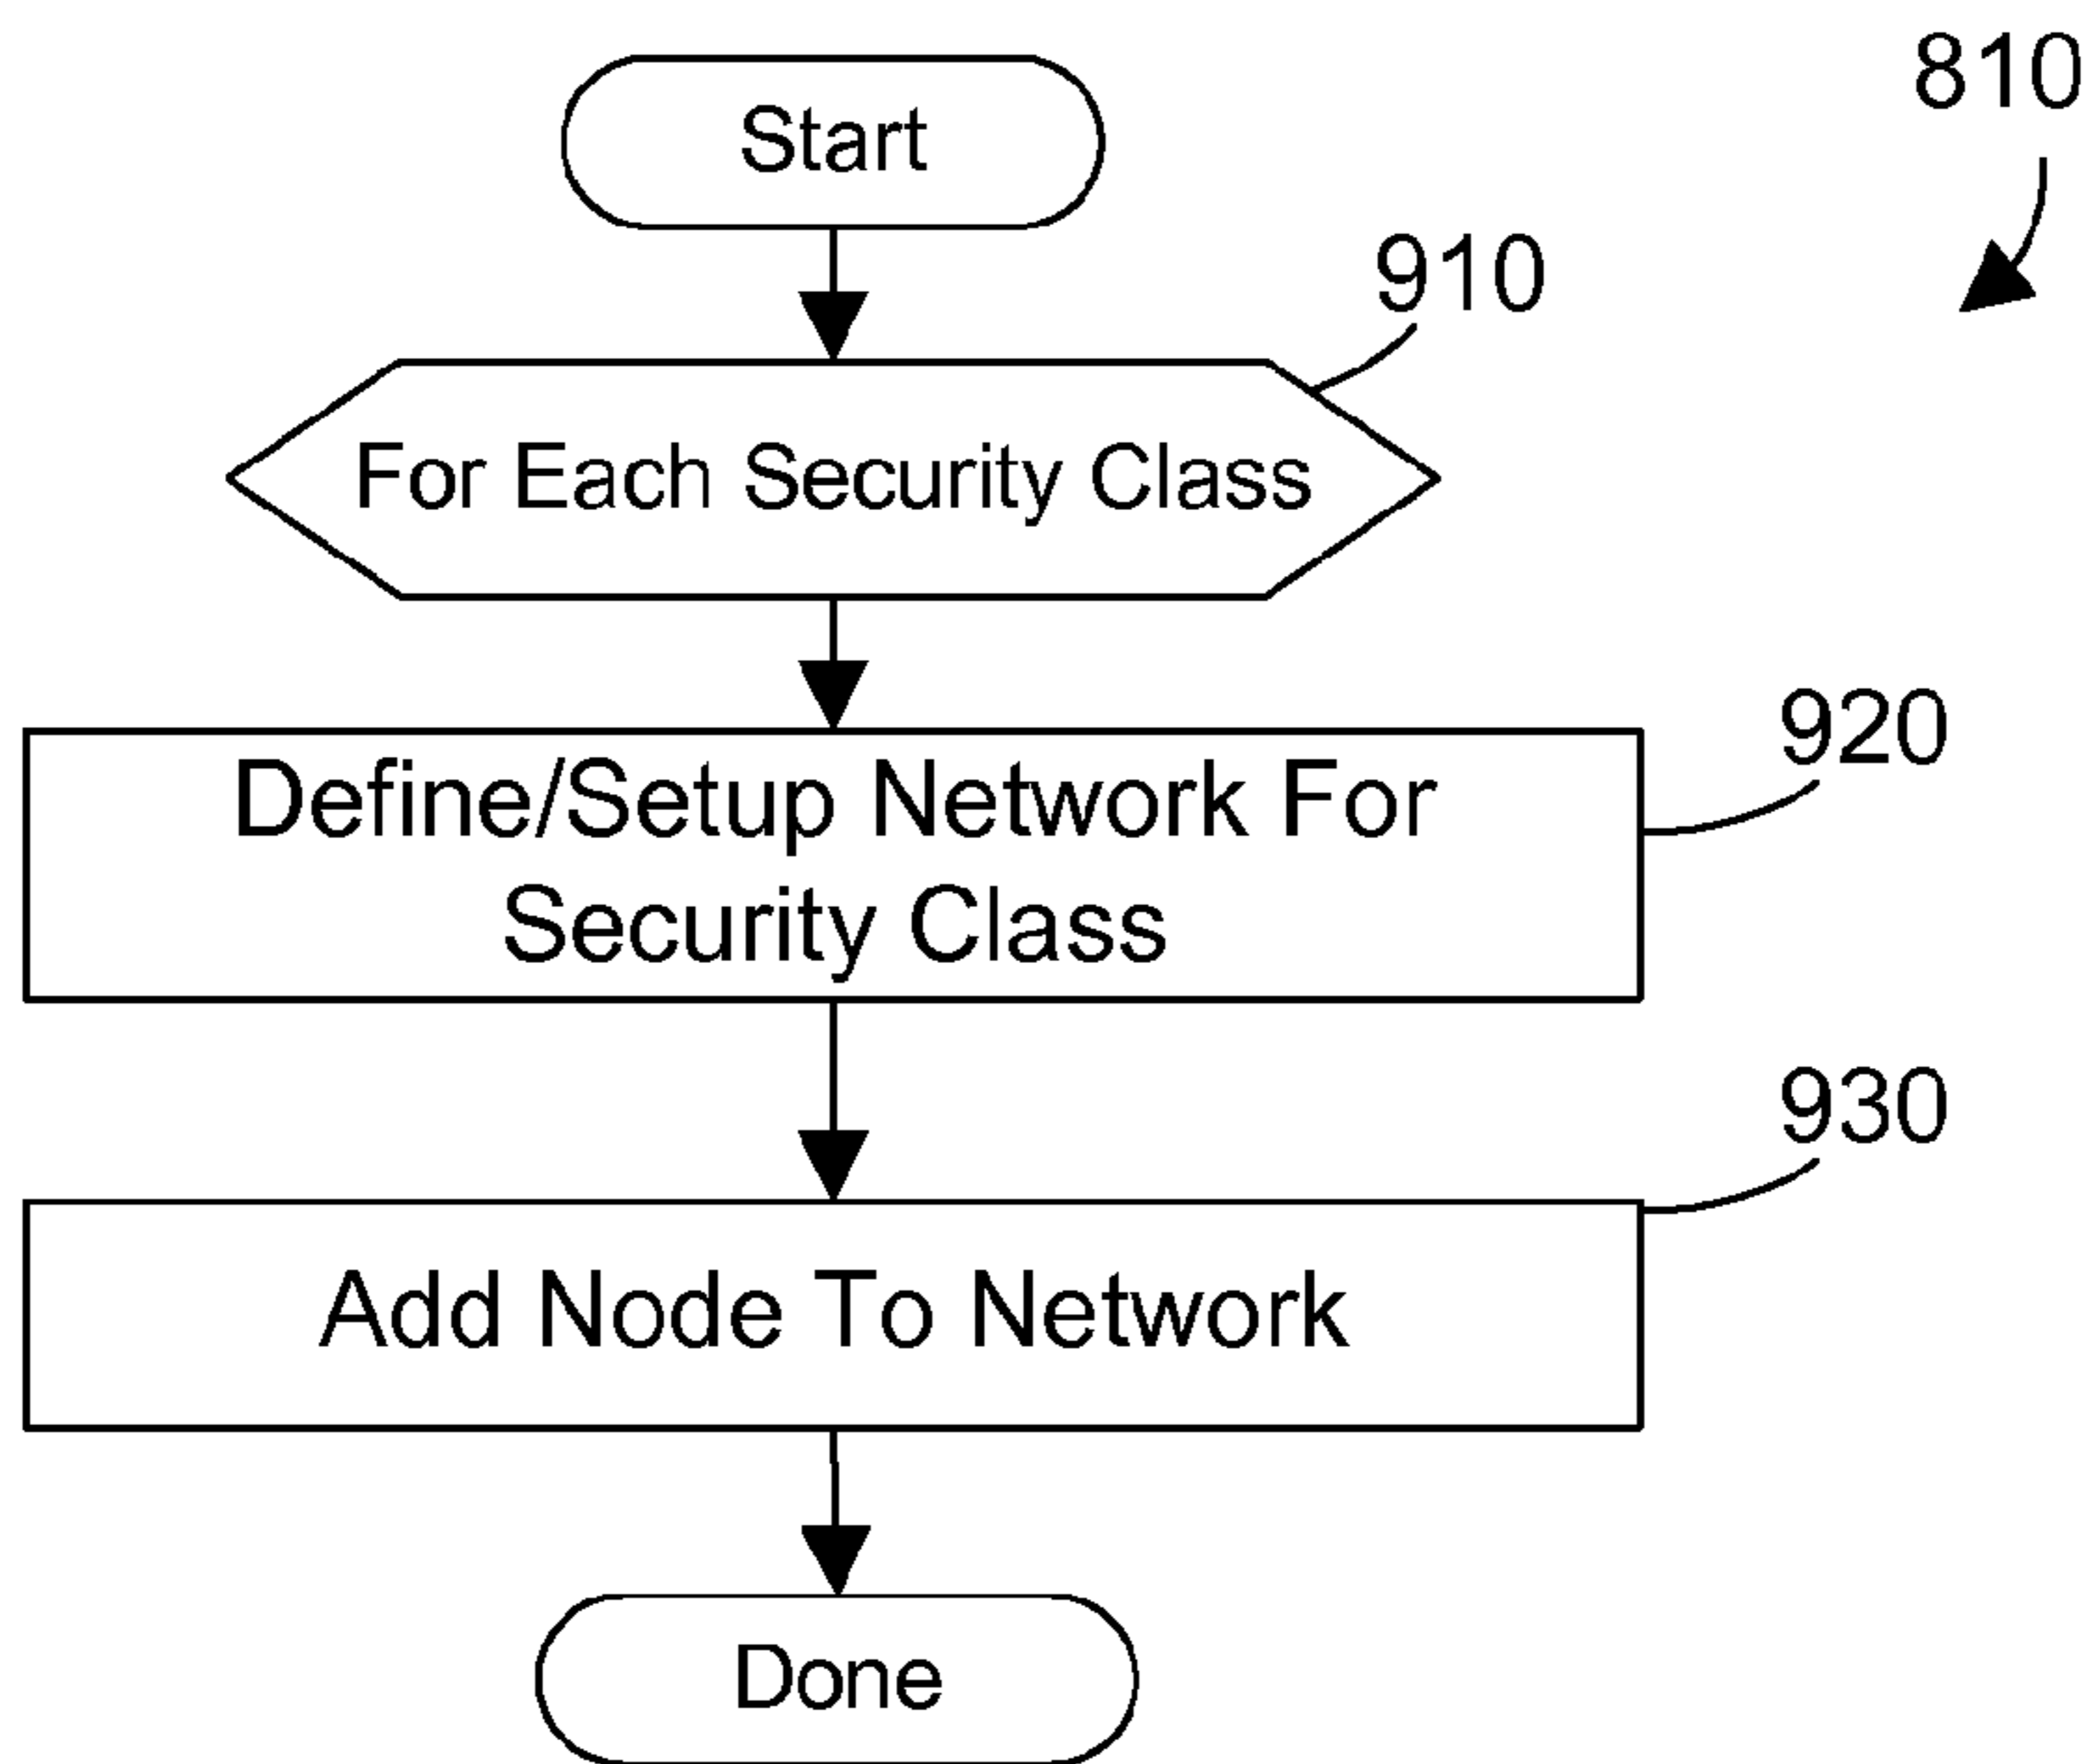 810
Start
910
For Each Security Class
920
Define/Setup Network For
Security Class
930
Add Node To Network
Done